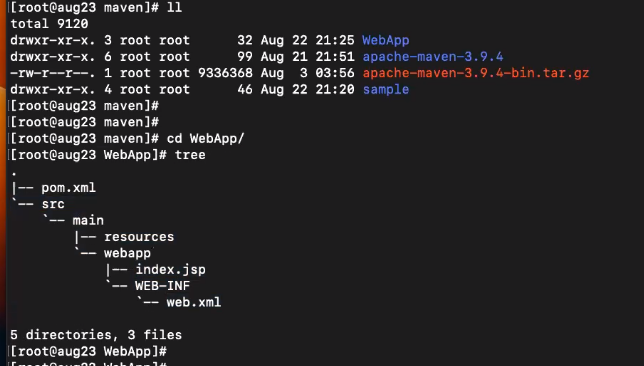 [root@aug23 maven]# ll
total 9120
drwxr-xr-x. 3 root root      32 Aug 22 21:25 WebApp
drwxr-xr-x. 6 root root      99 Aug 21 21:51 apache-maven-3.9.4
-rw-r--r--. 1 root root 9336368 Aug  3 03:56 apache-maven-3.9.4-bin.tar.gz
drwxr-xr-x. 4 root root      46 Aug 22 21:20 sample
[root@aug23 maven]#
[root@aug23 maven]#
[root@aug23 maven]# cd WebApp/
[root@aug23 WebApp]# tree
.
|-- pom.xml
`-- src
    `-- main
        |-- resources
        `-- webapp
            |-- index.jsp
            `-- WEB-INF
                `-- web.xml

5 directories, 3 files
[root@aug23 WebApp]#
[root@aug23 WebApp]#